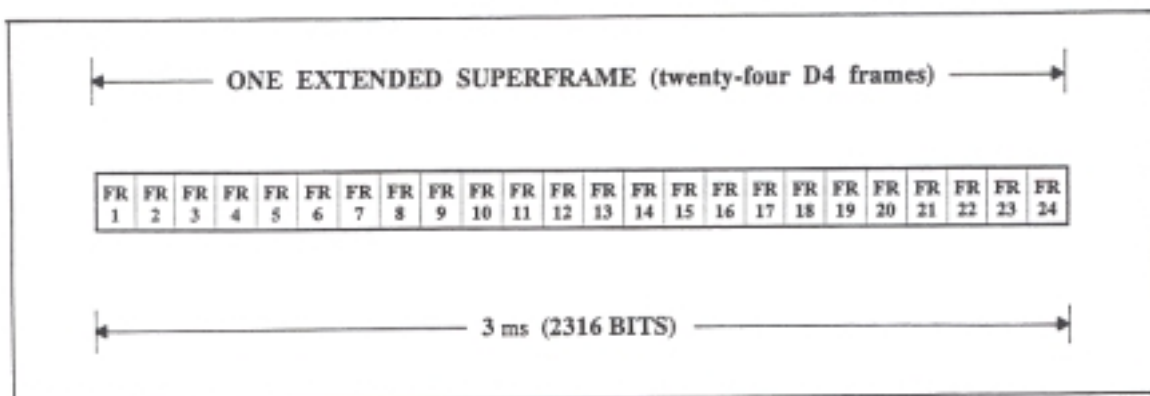 ONE EXTENDED SUPERFRAME (twenty-four D4 frames)
FR FR FR FR FR FR FR FR FR FR FR FR FR FR FR FR FR FR FR FR FR FR FR FR
1 2 3 4 5 6 7 8 9 10 11 12 13 14 15 16 17 18 19 20 21 22 23 24
3 ms (2316 BITS)